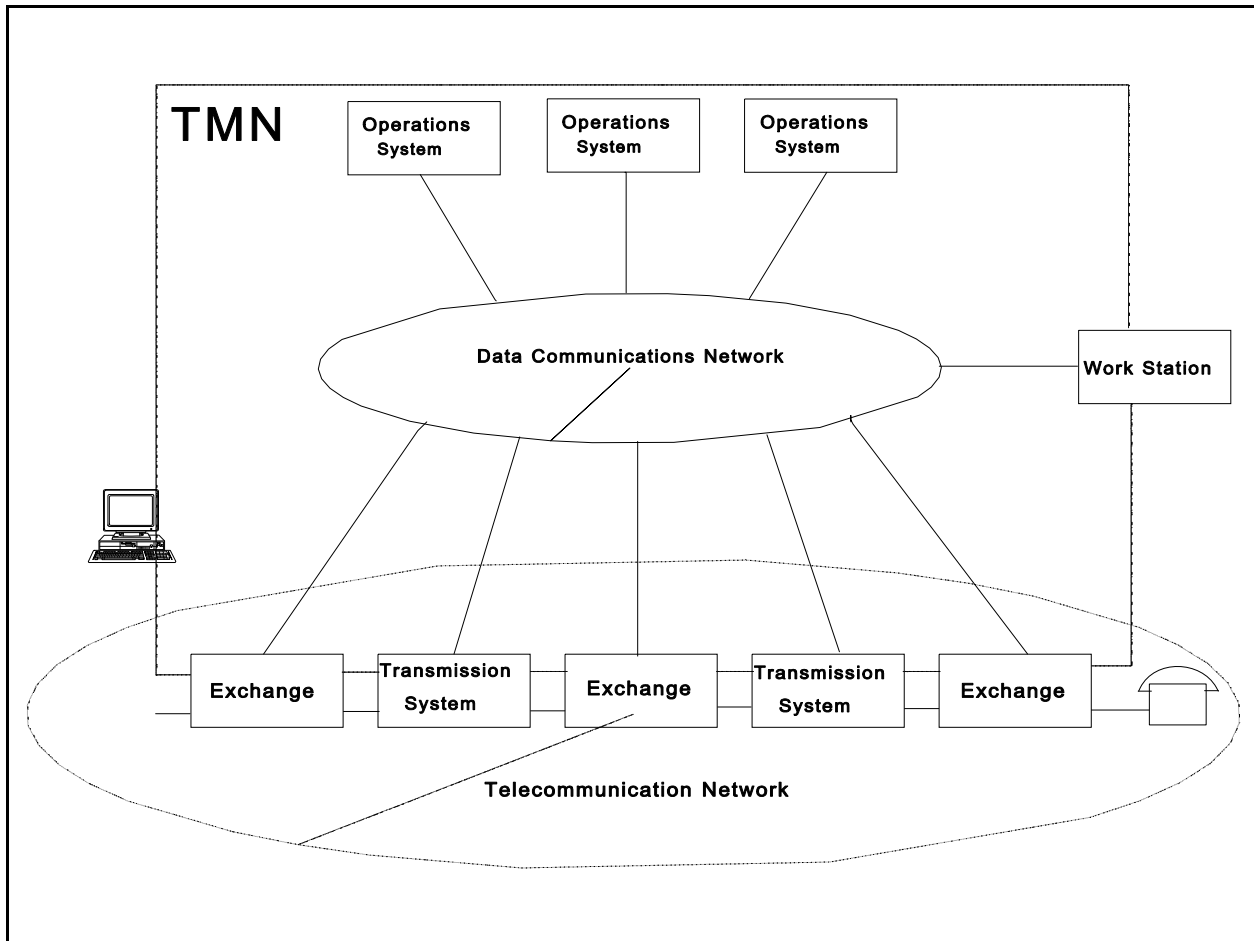 TMN
Operations
System
Operations
System
Operations
System
Data Communications Network
Work Station
Exchange
Transmission
System
Exchange
Transmission
System
Exchange
Telecommunication Network